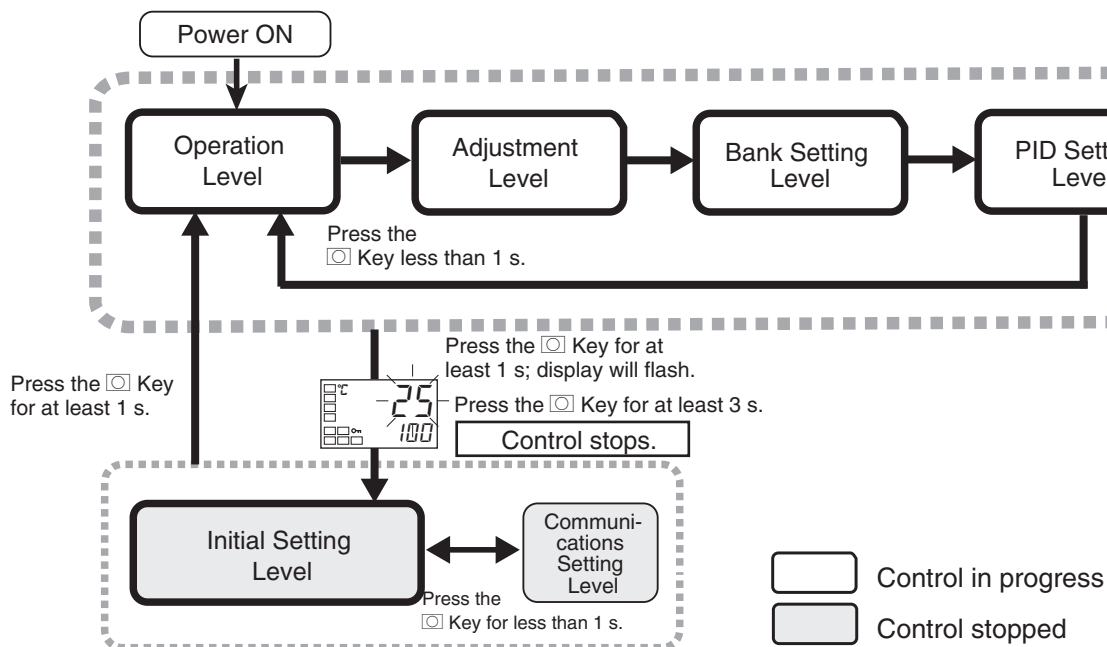 Power ON
Operation
Level
Adjustment
Level
Bank Setting
Level
PID Sett
Leve
Press the
Key less than 1 s.
Press the Key for at
least 1 s; display will flash.
Press the Key
for at least 1 s.
℃
25
100
Press the Key for at least 3 s.
Control stops.
Initial Setting
Level
Communi-
cations
Setting
Level
Press the
Key for less than 1 s.
Control in progress
Control stopped